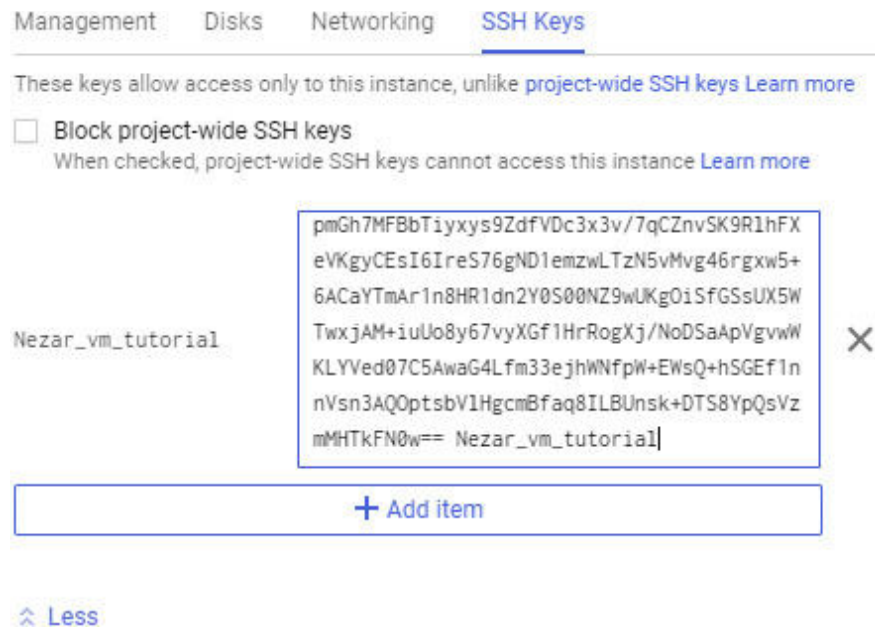 Management Disks Networking SSH Keys
These keys allow access only to this instance, unlike project-wide SSH keys Learn more
Block project-wide SSH keys
When checked, project-wide SSH keys cannot access this instance Learn more
pmGh7MFBbTiyxys9ZdfVDc3x3v/7qCZnvSK9RlhFX
eVKgyCEsI6IreS76gND1emzwLTzN5vMvg46rgxw5+
6ACaYTmAr1n8HR1dn2Y0S00NZ9wUKgOiSfGSsUX5W
TwxjAM+iuUo8y67vyXGf1HrRogXj/NoDSaApVgvwW
Nezar_vm_tutorial
KLYVed07C5AwaG4Lfm33ejhWNfpW+EWsQ+hSGEf1n
nVsn3AQOptsbVlHgcmBfaq8ILBUnsk+DTS8YpQsVz
mMHTkFN0w== Nezar_vm_tutorial
+ Add item
Less